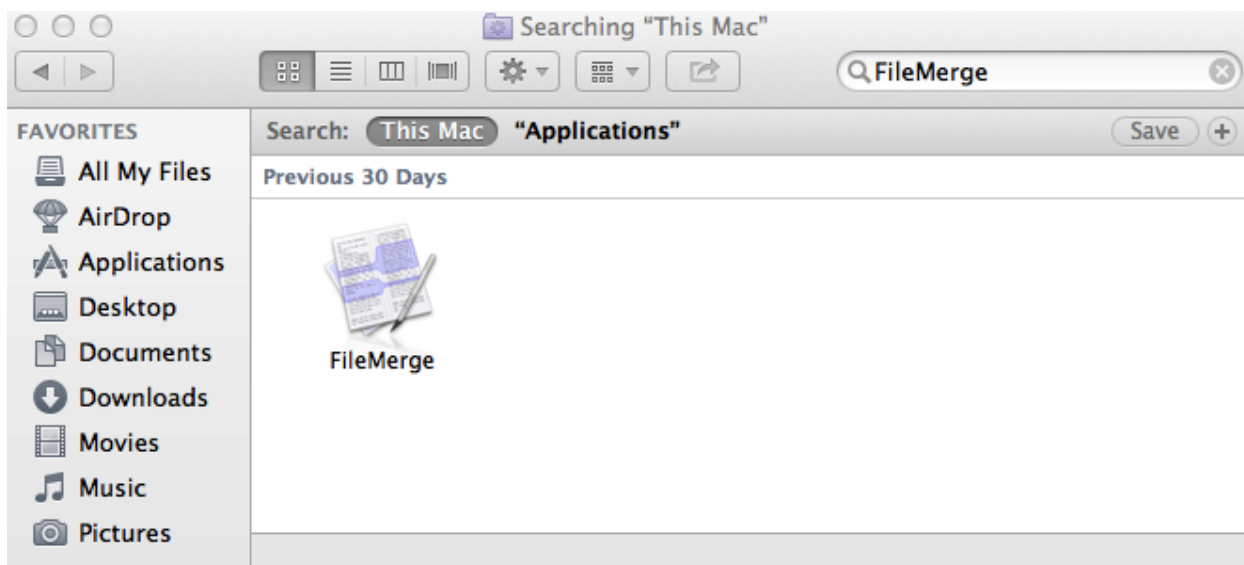 Searching “This Mac”
FileMerge
FAVORITES
All My Files
AirDrop
Applications
Desktop
Documents
Downloads
Movies
Music
Pictures
Search: This Mac “Applications” Save +
Previous 30 Days
FileMerge